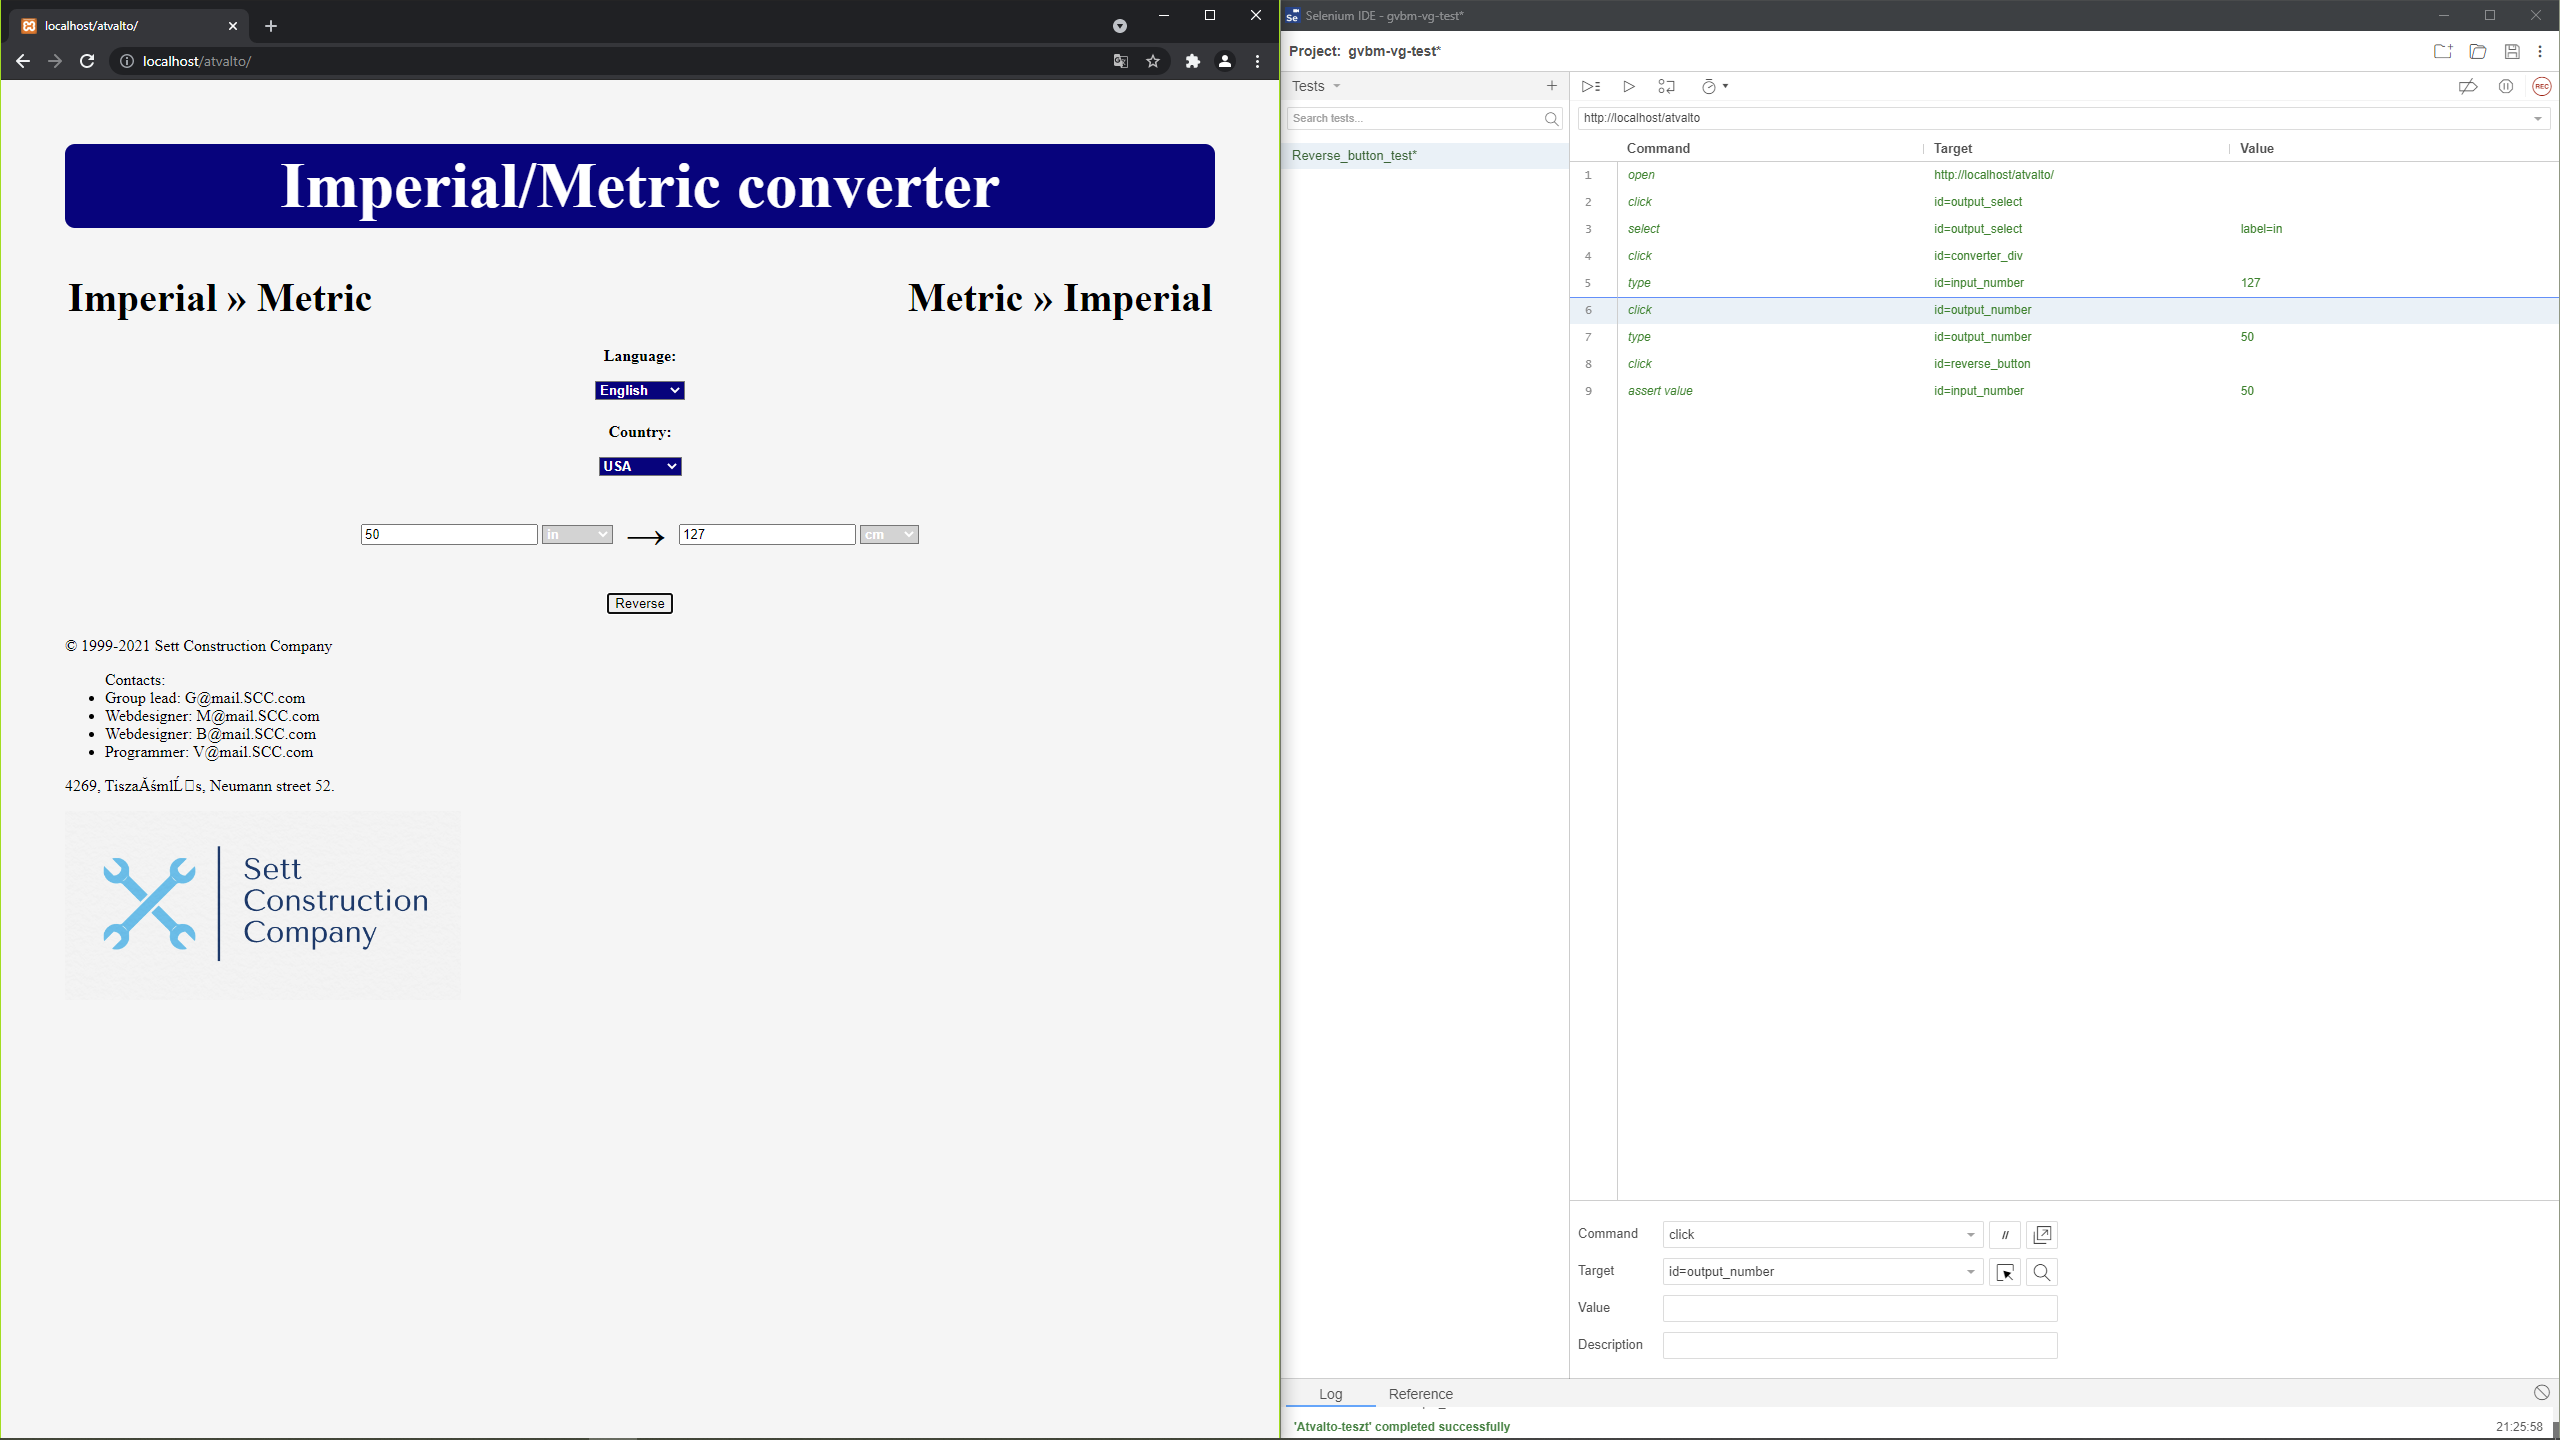 localhost/atvalto/
localhost/atvalto/
Imperial/Metric converter
Imperial » Metric
Metric » Imperial
Language:
English
Country:
USA
50 in → 127 cm
Reverse
© 1999-2021 Sett Construction Company
Contacts:
• Group lead: G@mail.SCC.com
• Webdesigner: M@mail.SCC.com
• Webdesigner: B@mail.SCC.com
• Programmer: V@mail.SCC.com
4269, Neumann street 52.
Sett
Construction
Company
Se Selenium IDE - gvbm-vg-test*
Project: gvbm-vg-test*
Tests
REC
Search tests...
http://localhost/atvalto
Reverse_button_test*
Command Target Value
1 open http://localhost/atvalto/
2 click id=output_select
3 select id=output_select label=in
4 click id=converter_div
5 type id=input_number 127
6 click id=output_number
7 type id=output_number 50
8 click id=reverse_button
9 assert value id=input_number 50
Command click //
Target id=output_number
Value
Description
Log Reference
'Atvalto-teszt' completed successfully 21:25:58